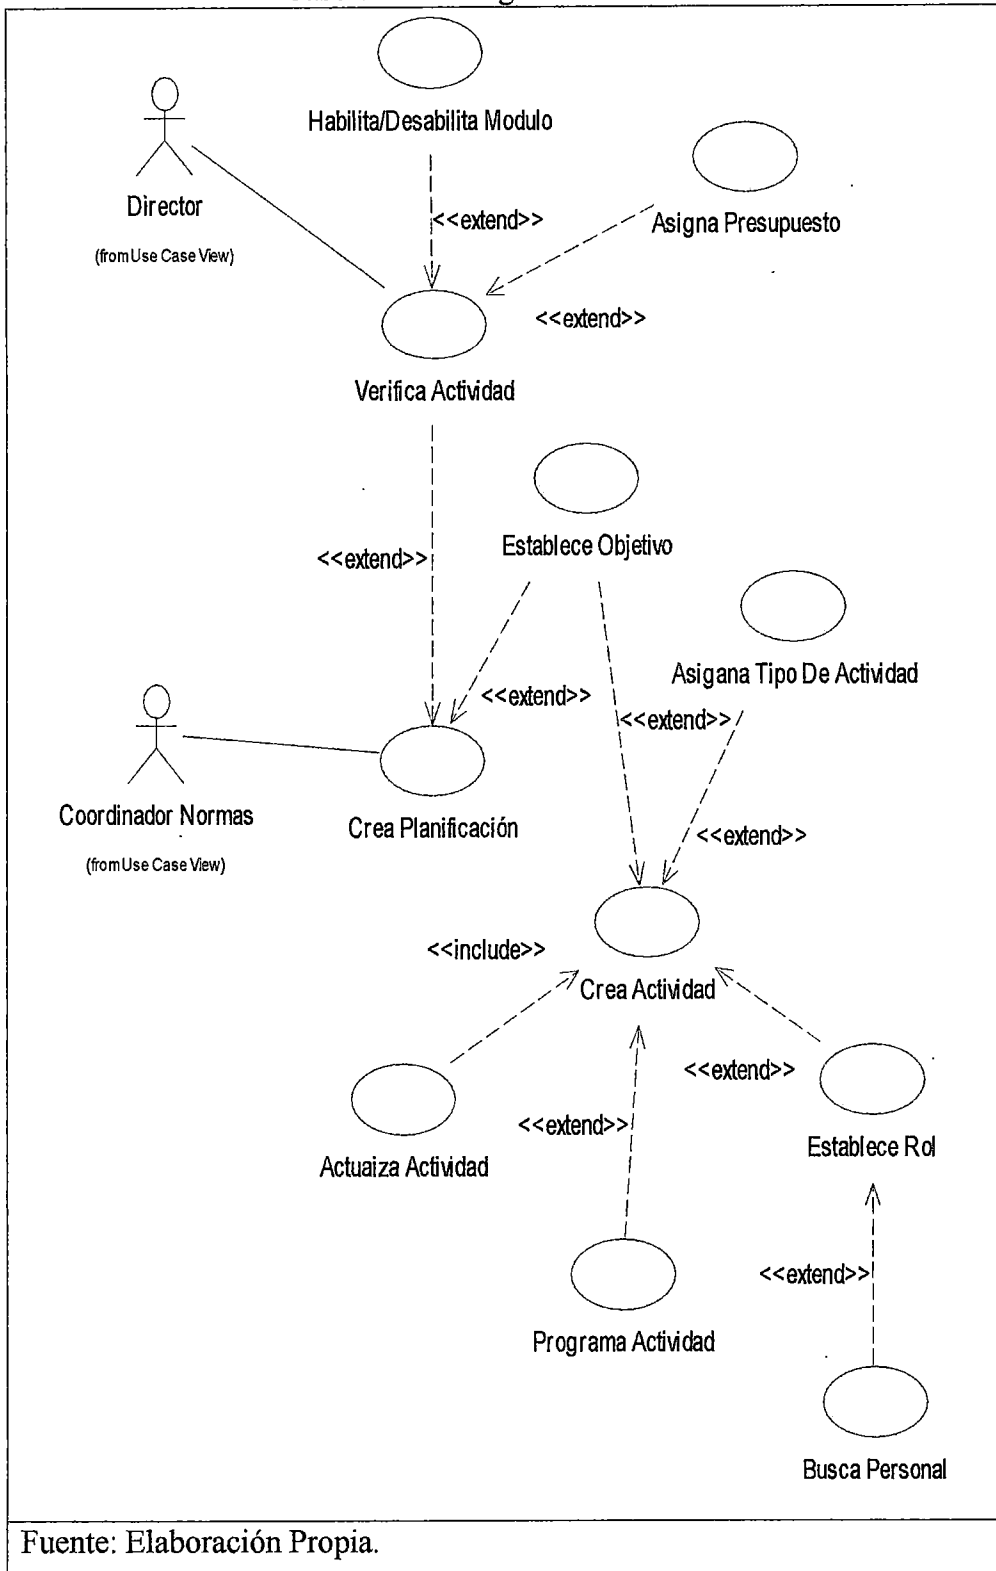 Habilita/Desabilita Modulo
Director
(from Use Case View)
<<extend>>
Asigna Presupuesto
<<extend>>
Verifica Actividad
<<extend>>
Establece Objetivo
Asigana Tipo De Actividad
<<extend>>
<<extend>>
Coordinador Normas
(from Use Case View)
Crea Planificación
<<extend>>
<<include>>
Crea Actividad
<<extend>>
<<extend>>
Actuaiza Actividad
Establece Rol
<<extend>>
Programa Actividad
Busca Personal
Fuente: Elaboración Propia.